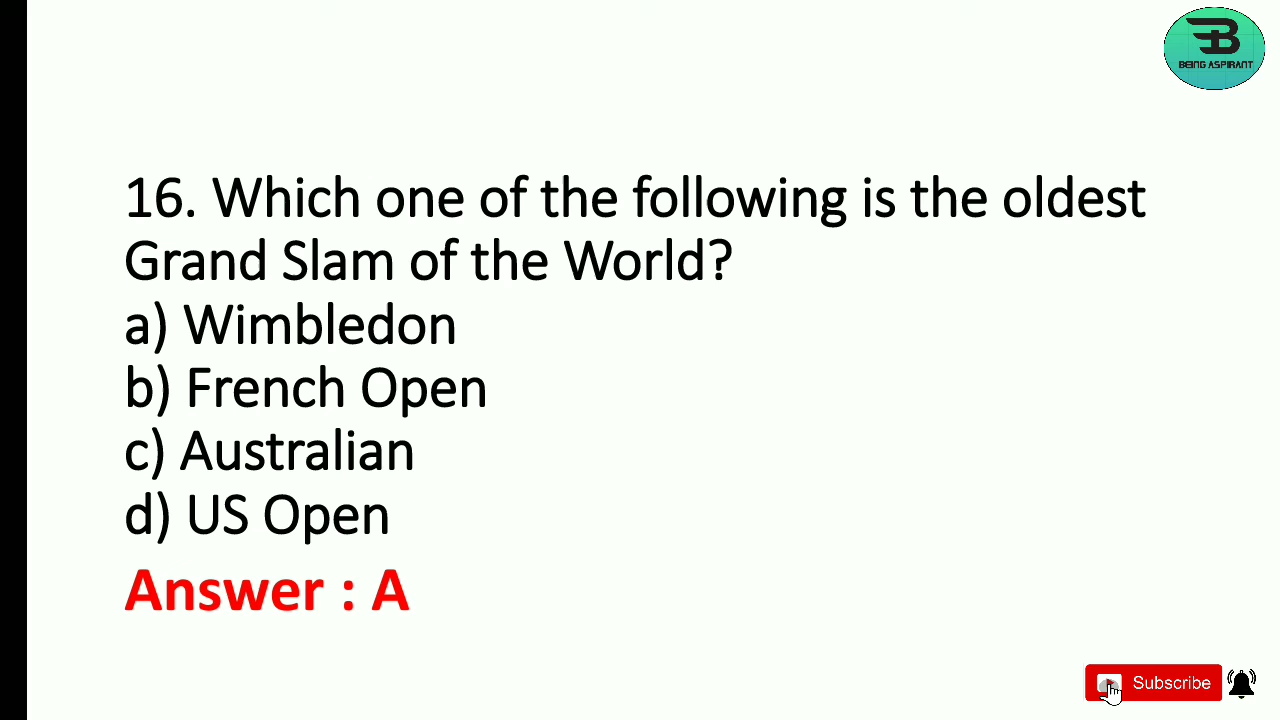 BEING ASPIRANT
16. Which one of the following is the oldest
Grand Slam of the World?
a) Wimbledon
b) French Open
c) Australian
d) US Open
Answer : A
Subscribe